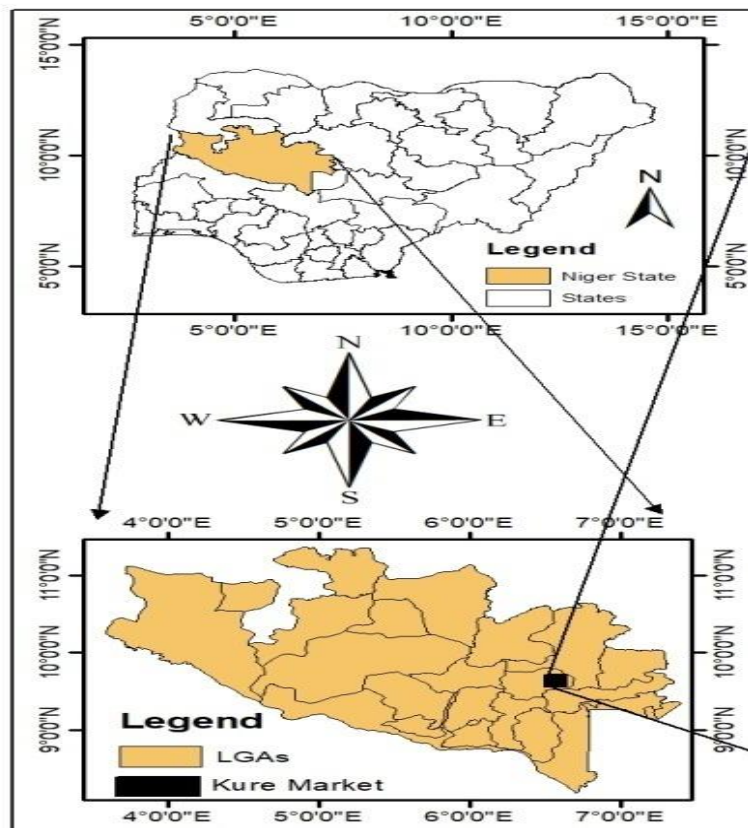 5°0'0"E 10°0'0"E 15°0'0"E
15°0'0"N 15°0'0"N
10°0'0"N 10°0'0"N
N
Legend
Niger State
States
5°0'0"N 5°0'0"N
5°0'0"E 10°0'0"E 15°0'0"E
N
W E
S
4°0'0"E 5°0'0"E 6°0'0"E 7°0'0"E
11°0'0"N 11°0'0"N
10°0'0"N 10°0'0"N
9°0'0"N 9°0'0"N
Legend
LGAs
Kure Market
4°0'0"E 5°0'0"E 6°0'0"E 7°0'0"E